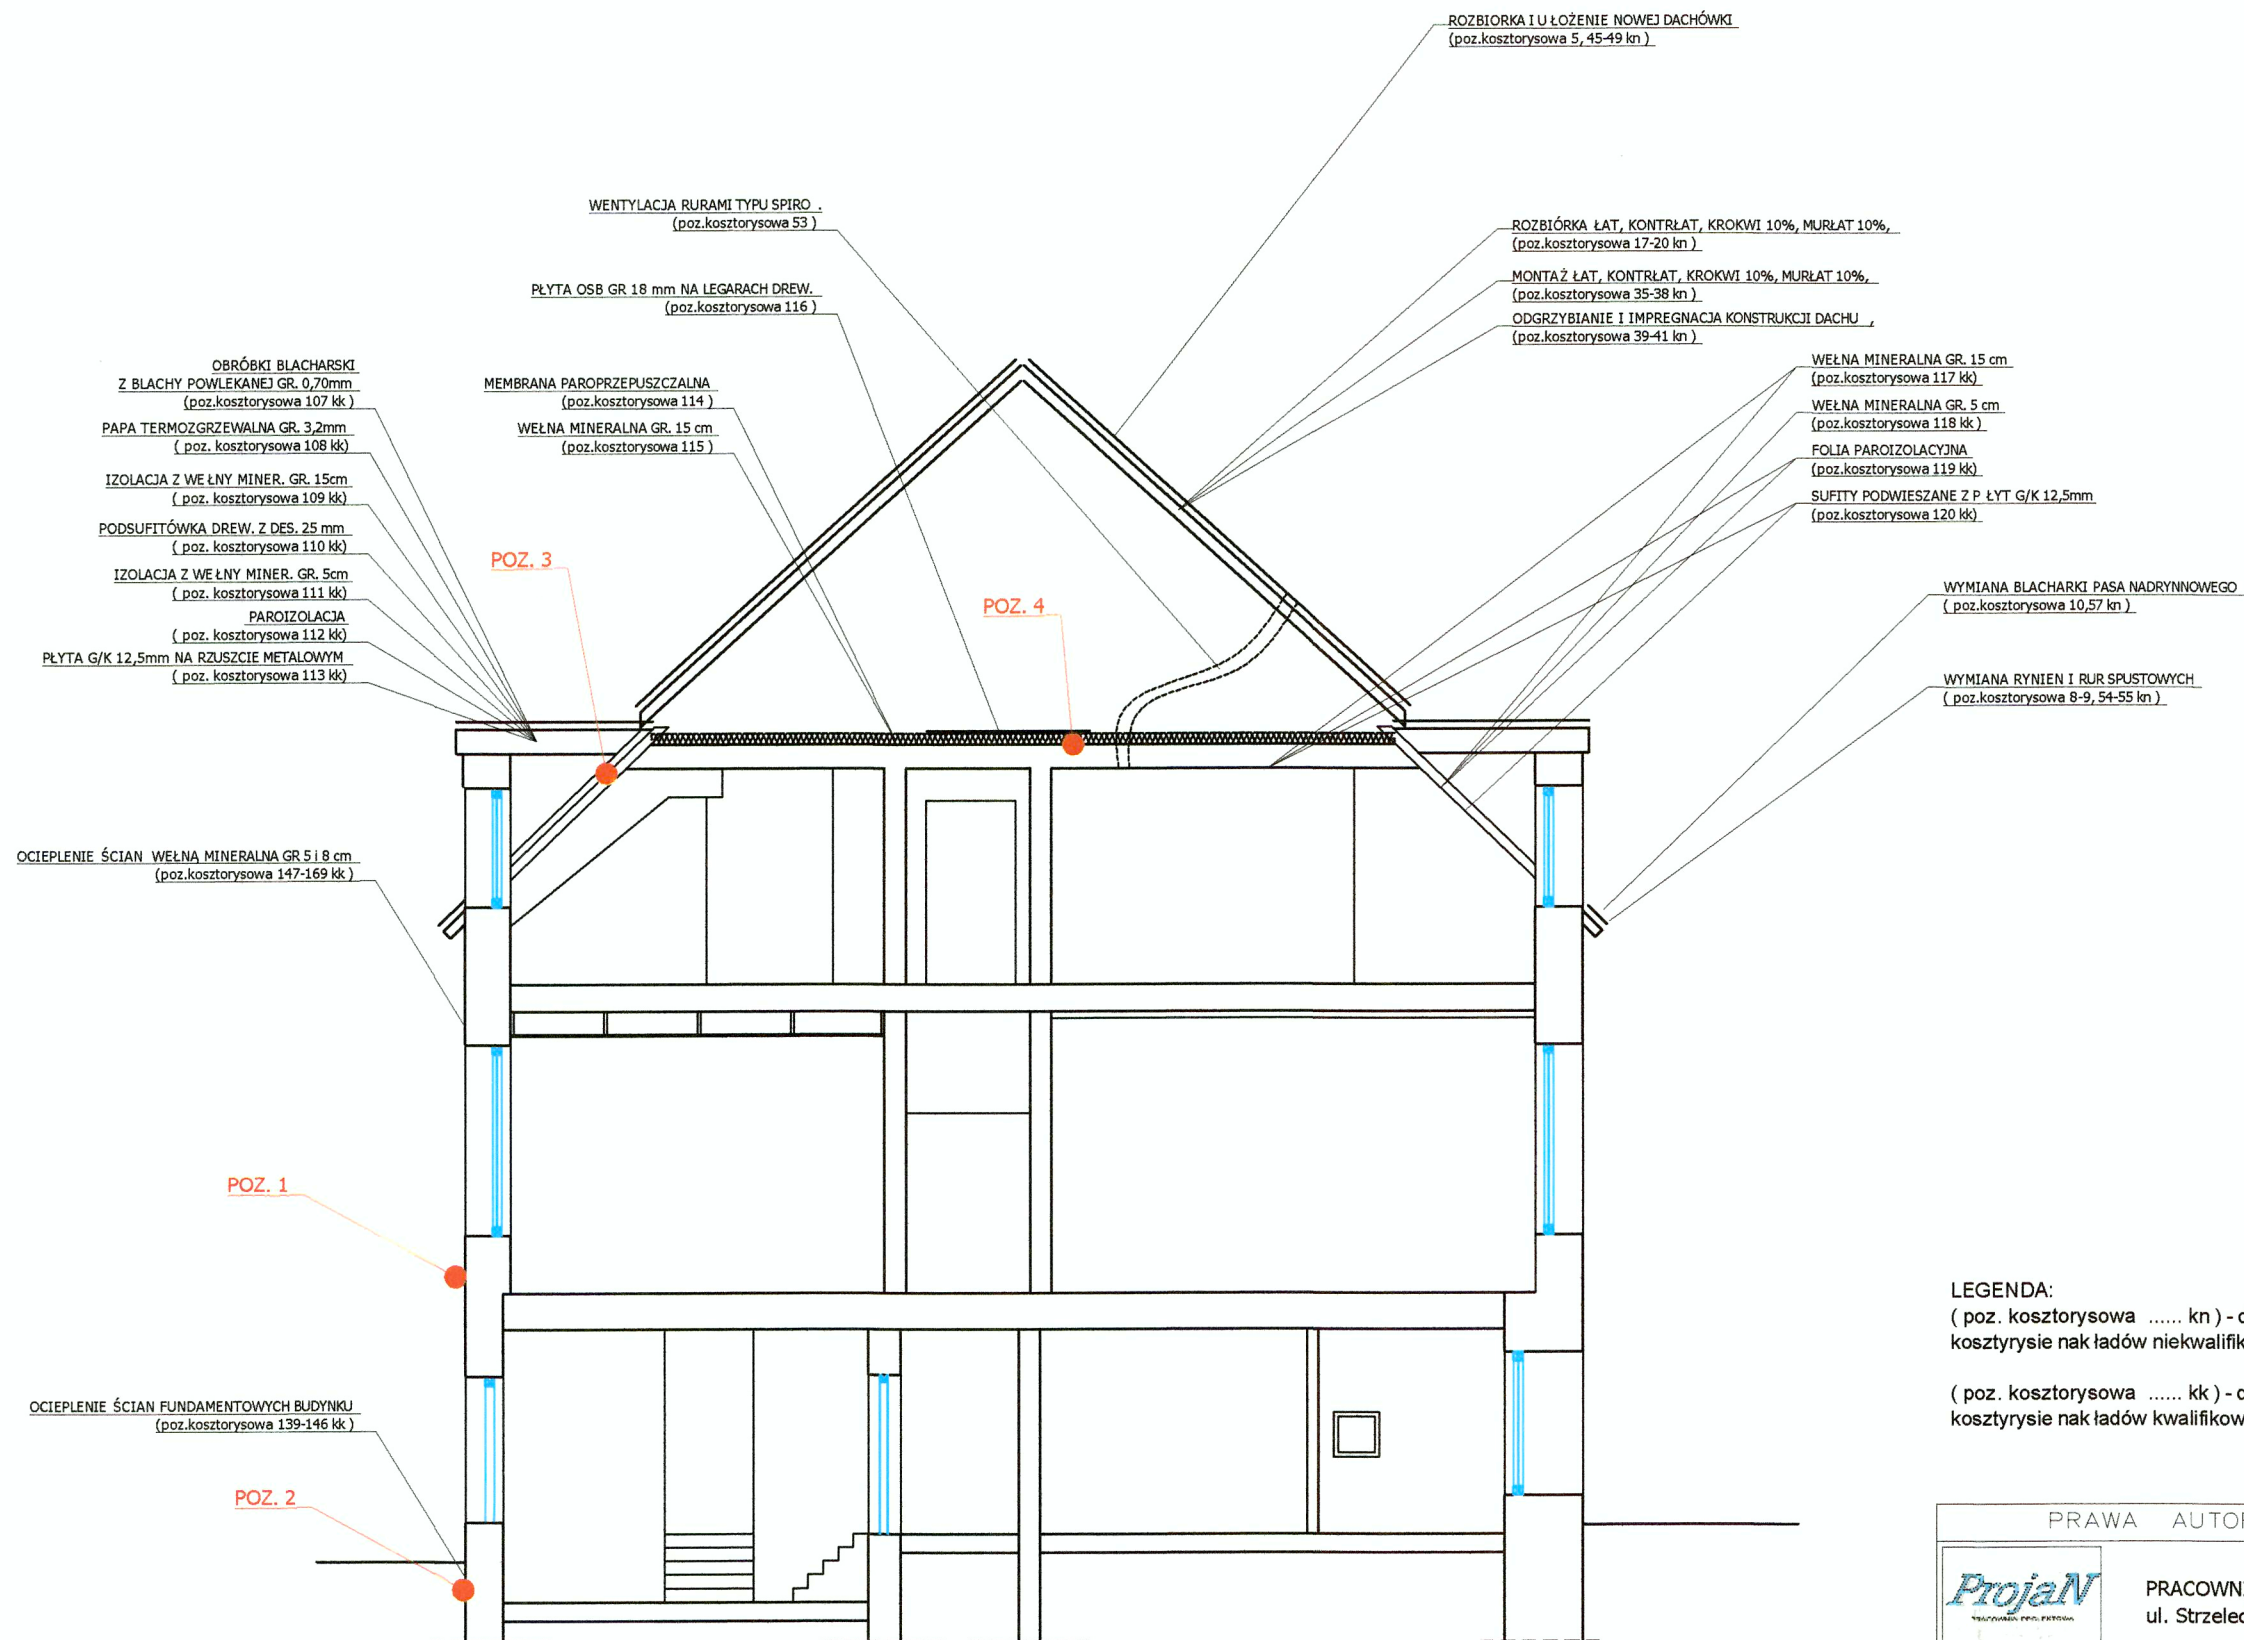 ROZBIORKA I U ŁOŻENIE NOWEJ DACHÓWKI
(poz.kosztorysowa 5, 45-49 kn )
WENTYLACJA RURAMI TYPU SPIRO .
(poz.kosztorysowa 53 )
ROZBIÓRKA ŁAT, KONTRŁAT, KROKWI 10%, MURŁAT 10%,
(poz.kosztorysowa 17-20 kn )
PŁYTA OSB GR 18 mm NA LEGARACH DREW.
(poz.kosztorysowa 116 )
MONTAŻ ŁAT, KONTRŁAT, KROKWI 10%, MURŁAT 10%,
(poz.kosztorysowa 35-38 kn )
ODGRZYBIANIE I IMPREGNACJA KONSTRUKCJI DACHU ,
(poz.kosztorysowa 39-41 kn )
OBRÓBKI BLACHARSKI
Z BLACHY POWLEKANEJ GR. 0,70mm
(poz.kosztorysowa 107 kk )
PAPA TERMOZGRZEWALNA GR. 3,2mm
( poz. kosztorysowa 108 kk)
IZOLACJA Z WE ŁNY MINER. GR. 15cm
( poz. kosztorysowa 109 kk)
PODSUFITÓWKA DREW. Z DES. 25 mm
( poz. kosztorysowa 110 kk)
IZOLACJA Z WE ŁNY MINER. GR. 5cm
( poz. kosztorysowa 111 kk)
PAROIZOLACJA
( poz. kosztorysowa 112 kk)
PŁYTA G/K 12,5mm NA RZUSZCIE METALOWYM
( poz. kosztorysowa 113 kk)
MEMBRANA PAROPRZEPUSZCZALNA
(poz.kosztorysowa 114 )
WEŁNA MINERALNA GR. 15 cm
(poz.kosztorysowa 115 )
WEŁNA MINERALNA GR. 15 cm
(poz.kosztorysowa 117 kk)
WEŁNA MINERALNA GR. 5 cm
(poz.kosztorysowa 118 kk )
FOLIA PAROIZOLACYJNA
(poz.kosztorysowa 119 kk)
SUFITY PODWIESZANE Z P ŁYT G/K 12,5mm
(poz.kosztorysowa 120 kk)
POZ. 3
POZ. 4
WYMIANA BLACHARKI PASA NADRYNNOWEGO
( poz.kosztorysowa 10,57 kn )
WYMIANA RYNIEN I RUR SPUSTOWYCH
( poz.kosztorysowa 8-9, 54-55 kn )
OCIEPLENIE ŚCIAN WEŁNĄ MINERALNA GR 5 i 8 cm
(poz.kosztorysowa 147-169 kk )
POZ. 1
OCIEPLENIE ŚCIAN FUNDAMENTOWYCH BUDYNKU
(poz.kosztorysowa 139-146 kk )
POZ. 2
LEGENDA:
( poz. kosztorysowa ...... kn ) -
kosztyrysie nak ładów niekwalifik
( poz. kosztorysowa ...... kk ) -
kosztyrysie nak ładów kwalifikow
PRAWA AUTO
ProjaN
PRACOWNIA PROJEKTOWA
PRACOWN
ul. Strzelec